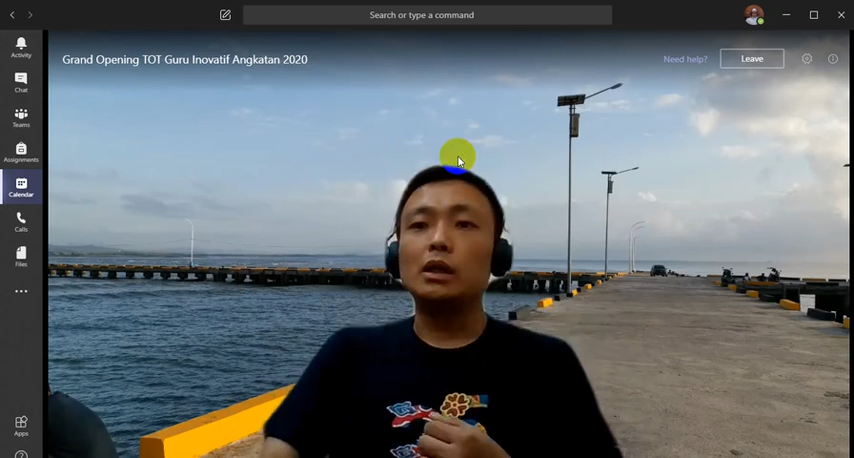 Search or type a command
Activity
Chat
Teams
Assignments
Calendar
Calls
Files
Apps
Grand Opening TOT Guru Inovatif Angkatan 2020
Need help?
Leave